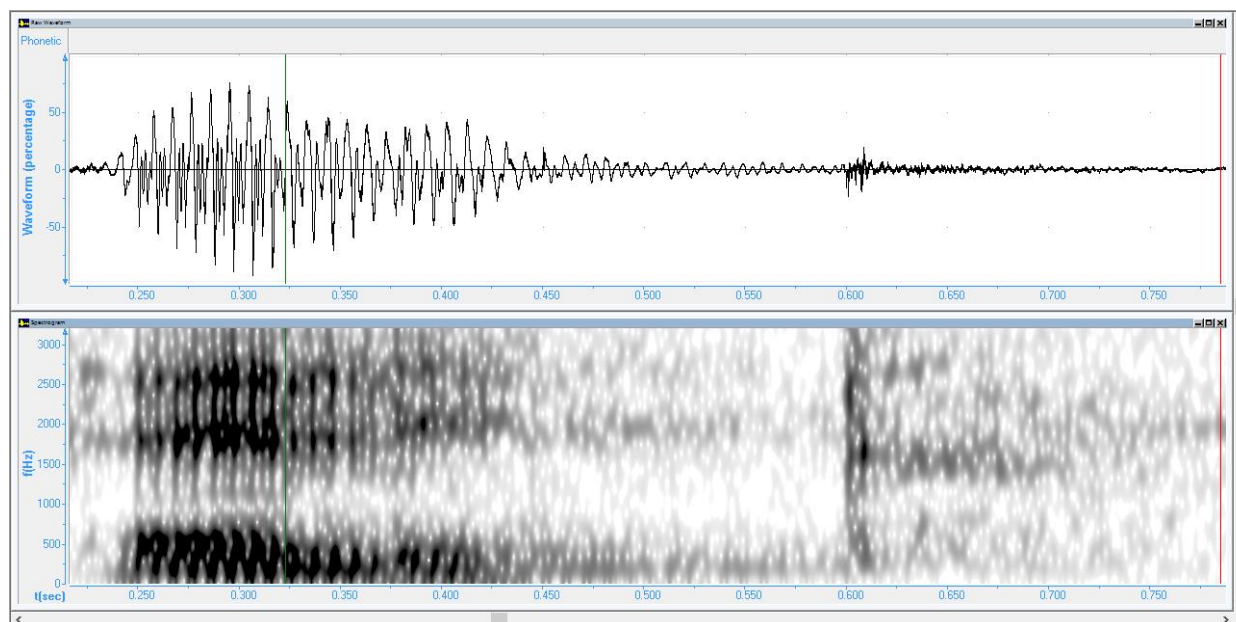 Raw Waveform
Phonetic
Waveform (percentage)
50
0
-50
0.250 0.300 0.350 0.400 0.450 0.500 0.550 0.600 0.650 0.700 0.750
Spectrogram
f(Hz)
3000
2500
2000
1500
1000
500
0
t(sec) 0.250 0.300 0.350 0.400 0.450 0.500 0.550 0.600 0.650 0.700 0.750